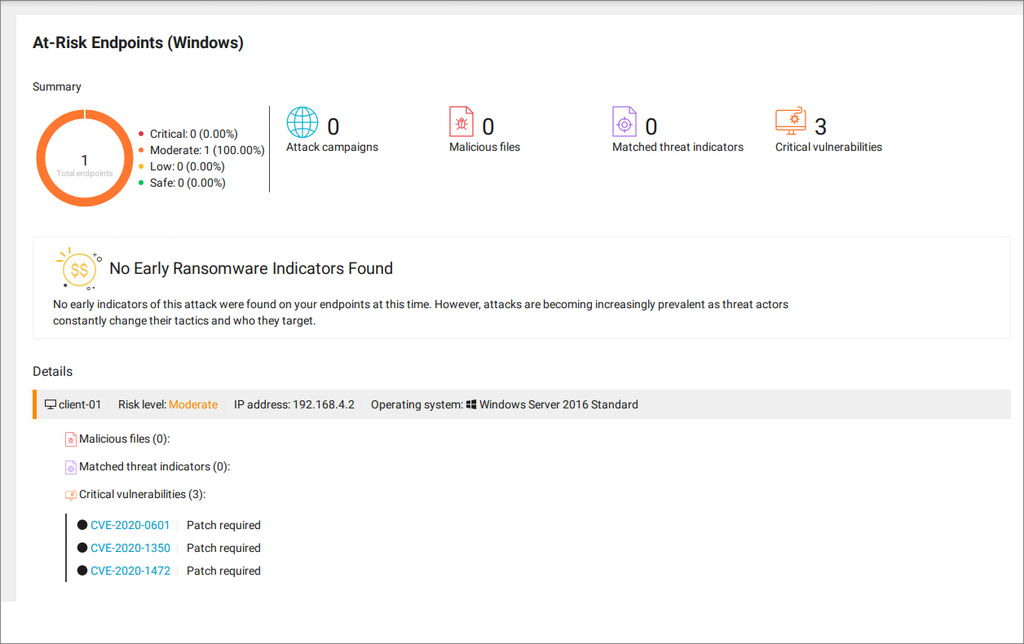 At-Risk Endpoints (Windows)
Summary
1
Total endpoints
Critical: 0 (0.00%)
Moderate: 1 (100.00%)
Low: 0 (0.00%)
Safe: 0 (0.00%)
0
Attack campaigns
0
Malicious files
0
Matched threat indicators
3
Critical vulnerabilities
$$
No Early Ransomware Indicators Found
No early indicators of this attack were found on your endpoints at this time. However, attacks are becoming increasingly prevalent as threat actors
constantly change their tactics and who they target.
Details
client-01 Risk level: Moderate IP address: 192.168.4.2 Operating system: Windows Server 2016 Standard
Malicious files (0):
Matched threat indicators (0):
Critical vulnerabilities (3):
CVE-2020-0601 Patch required
CVE-2020-1350 Patch required
CVE-2020-1472 Patch required